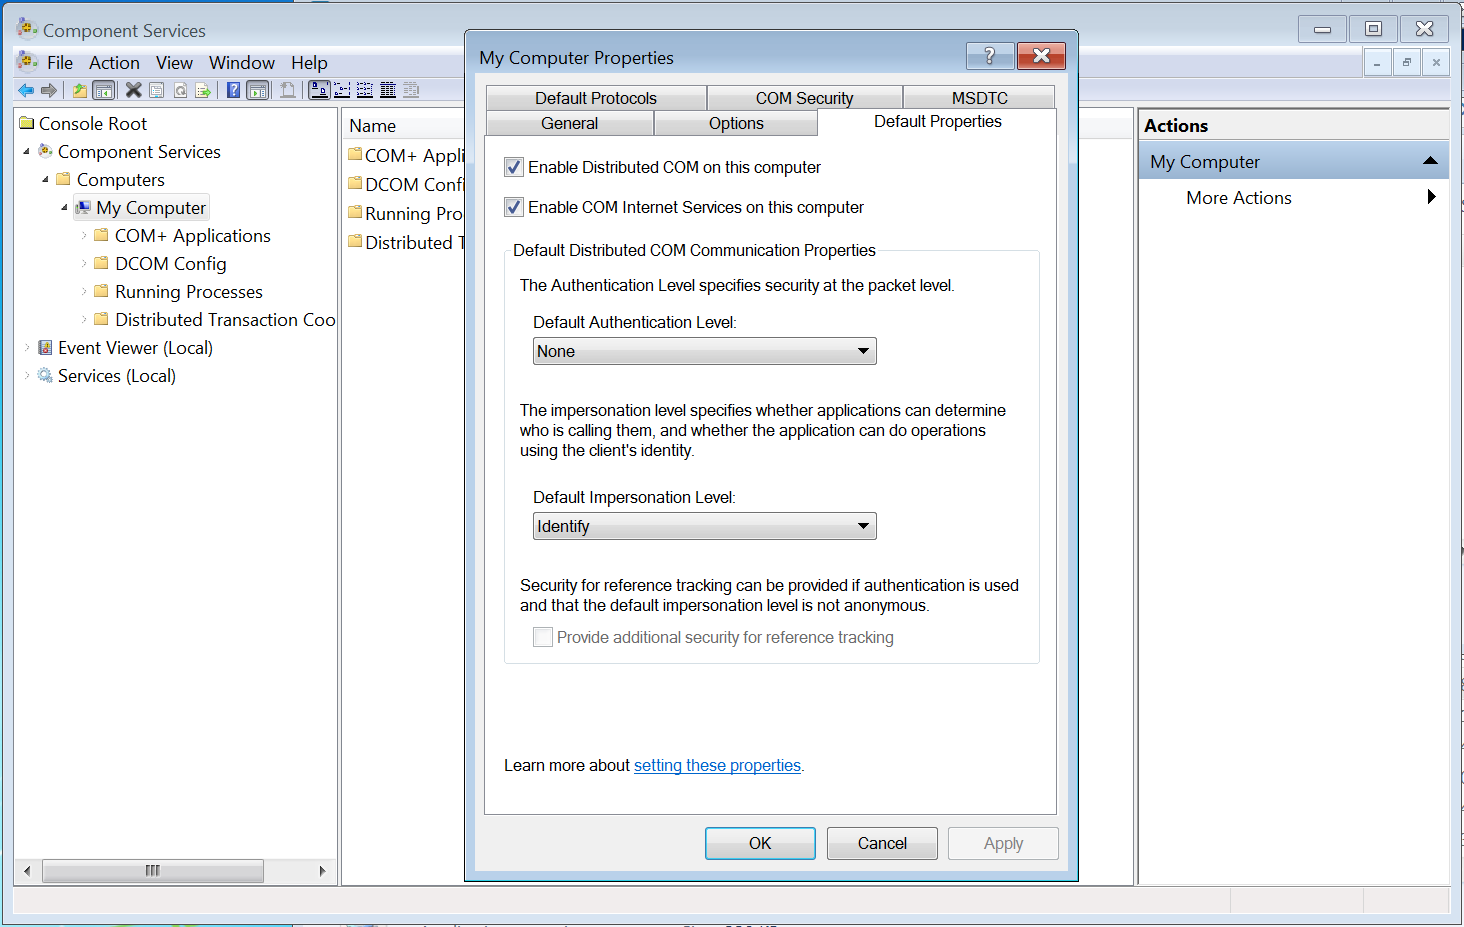 Component Services
File Action View Window Help
Console Root
Component Services
Computers
My Computer
COM+ Applications
DCOM Config
Running Processes
Distributed Transaction Coo
Event Viewer (Local)
Services (Local)
Name
COM+ Appli
DCOM Confi
Running Pro
Distributed T
My Computer Properties
Default Protocols COM Security MSDTC
General Options Default Properties
Enable Distributed COM on this computer
Enable COM Internet Services on this computer
Default Distributed COM Communication Properties
The Authentication Level specifies security at the packet level.
Default Authentication Level:
None
The impersonation level specifies whether applications can determine
who is calling them, and whether the application can do operations
using the client's identity.
Default Impersonation Level:
Identify
Security for reference tracking can be provided if authentication is used
and that the default impersonation level is not anonymous.
Provide additional security for reference tracking
Learn more about setting these properties.
OK Cancel Apply
Actions
My Computer
More Actions